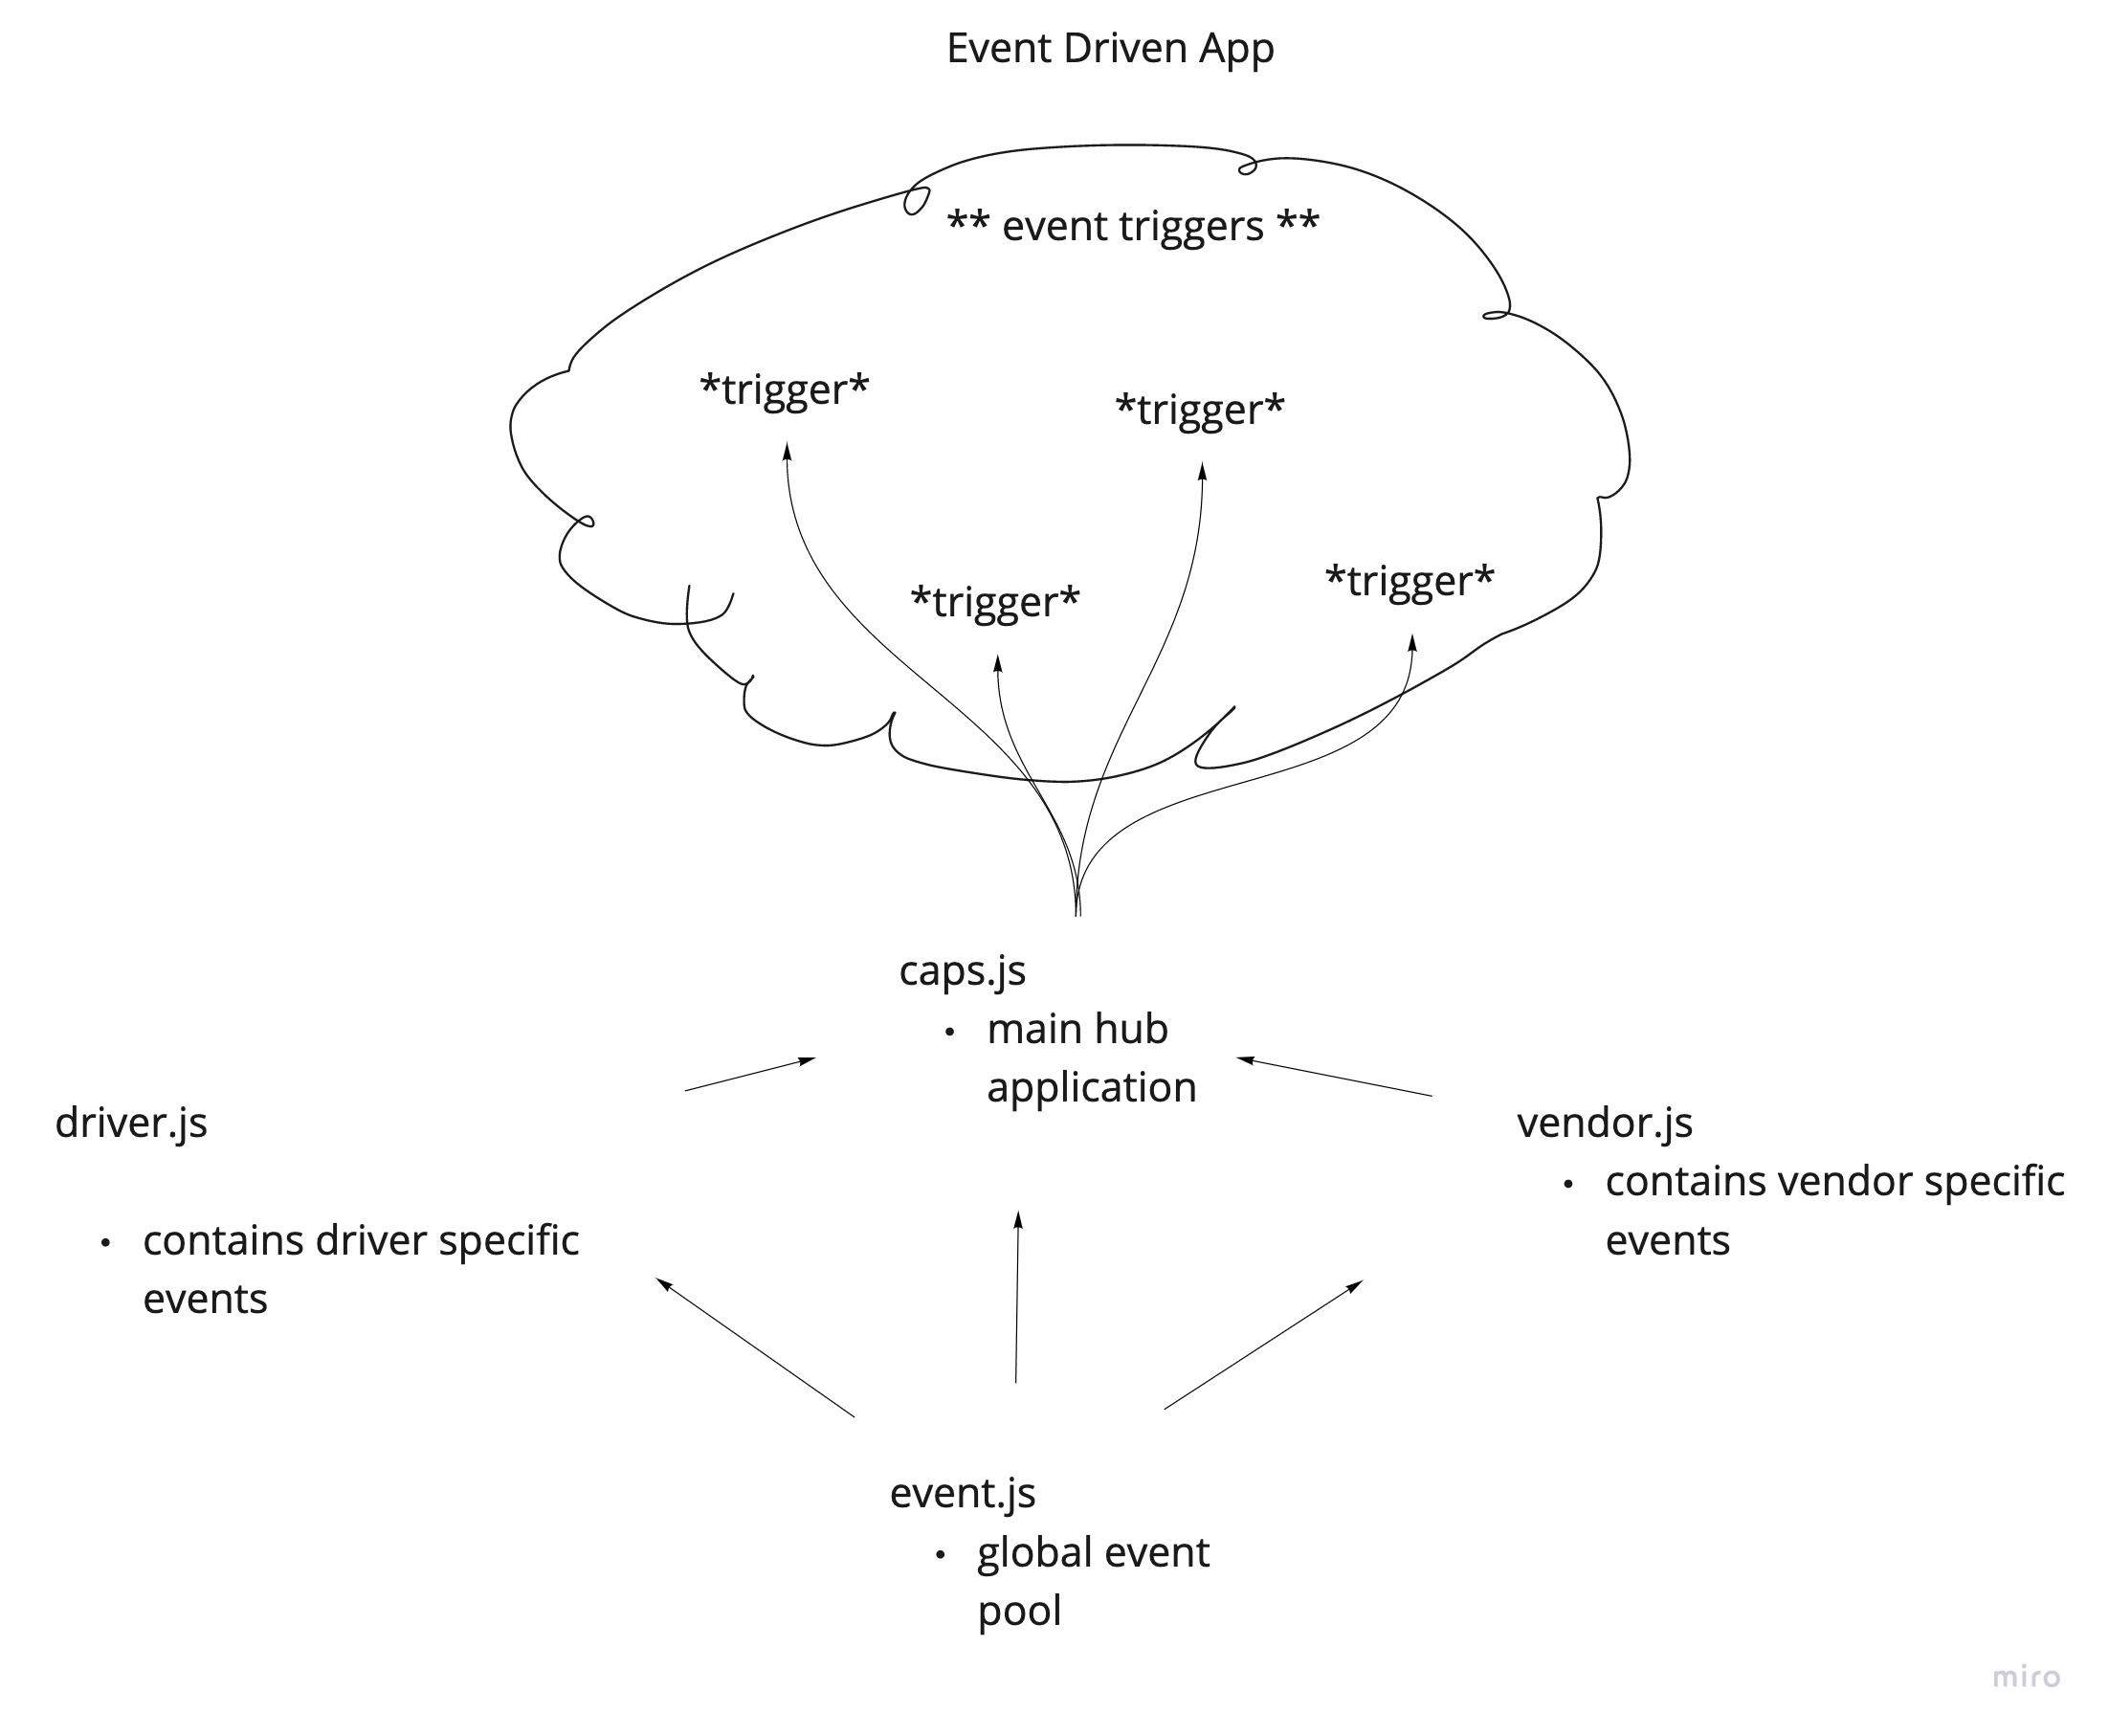 Event Driven App
** event triggers **
*trigger*
*trigger*
*trigger*
*trigger*
caps.js
• main hub
application
driver.js
• contains driver specific
events
vendor.js
• contains vendor specific
events
event.js
• global event
pool
miro